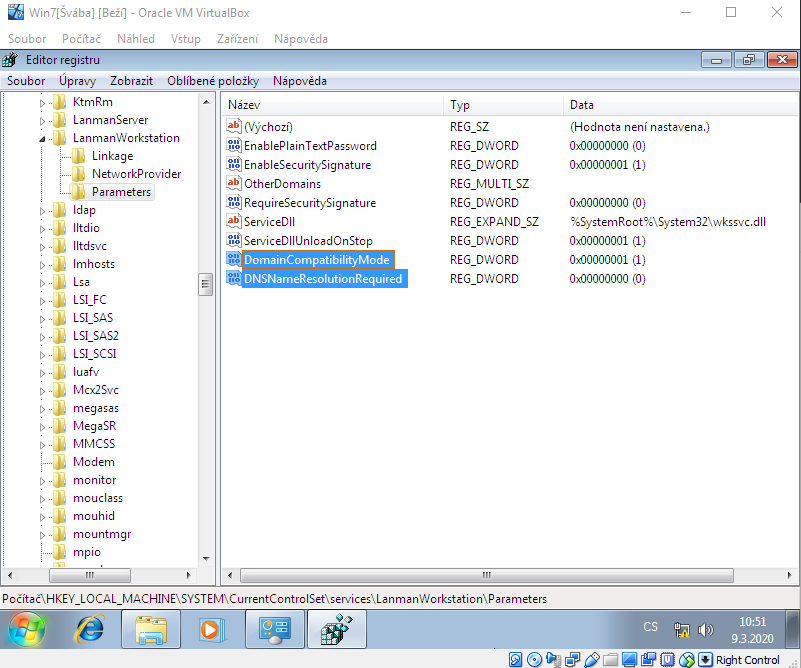 Win7[Švába] [Beží] - Oracle VM VirtualBox
Soubor Počítač Náhled Vstup Zařízení Nápověda
Editor registru
Soubor Úpravy Zobrazit Oblíbené položky Nápověda
KtmRm
LanmanServer
LanmanWorkstation
Linkage
NetworkProvider
Parameters
ldap
lltdio
lltdsvc
lmhosts
Lsa
LSI_FC
LSI_SAS
LSI_SAS2
LSI_SCSI
luafv
Mcx2Svc
megasas
MegaSR
MMCSS
Modem
monitor
mouclass
mouhid
mountmgr
mpio
Název Typ Data
(Výchozí) REG_SZ (Hodnota není nastavena.)
EnablePlainTextPassword REG_DWORD 0x00000000 (0)
EnableSecuritySignature REG_DWORD 0x00000001 (1)
OtherDomains REG_MULTI_SZ
RequireSecuritySignature REG_DWORD 0x00000000 (0)
ServiceDll REG_EXPAND_SZ %SystemRoot%\System32\wkssvc.dll
ServiceDllUnloadOnStop REG_DWORD 0x00000001 (1)
DomainCompatibilityMode REG_DWORD 0x00000001 (1)
DNSNameResolutionRequired REG_DWORD 0x00000000 (0)
Počítač\HKEY_LOCAL_MACHINE\SYSTEM\CurrentControlSet\services\LanmanWorkstation\Parameters
CS
10:51
9.3.2020
Right Control